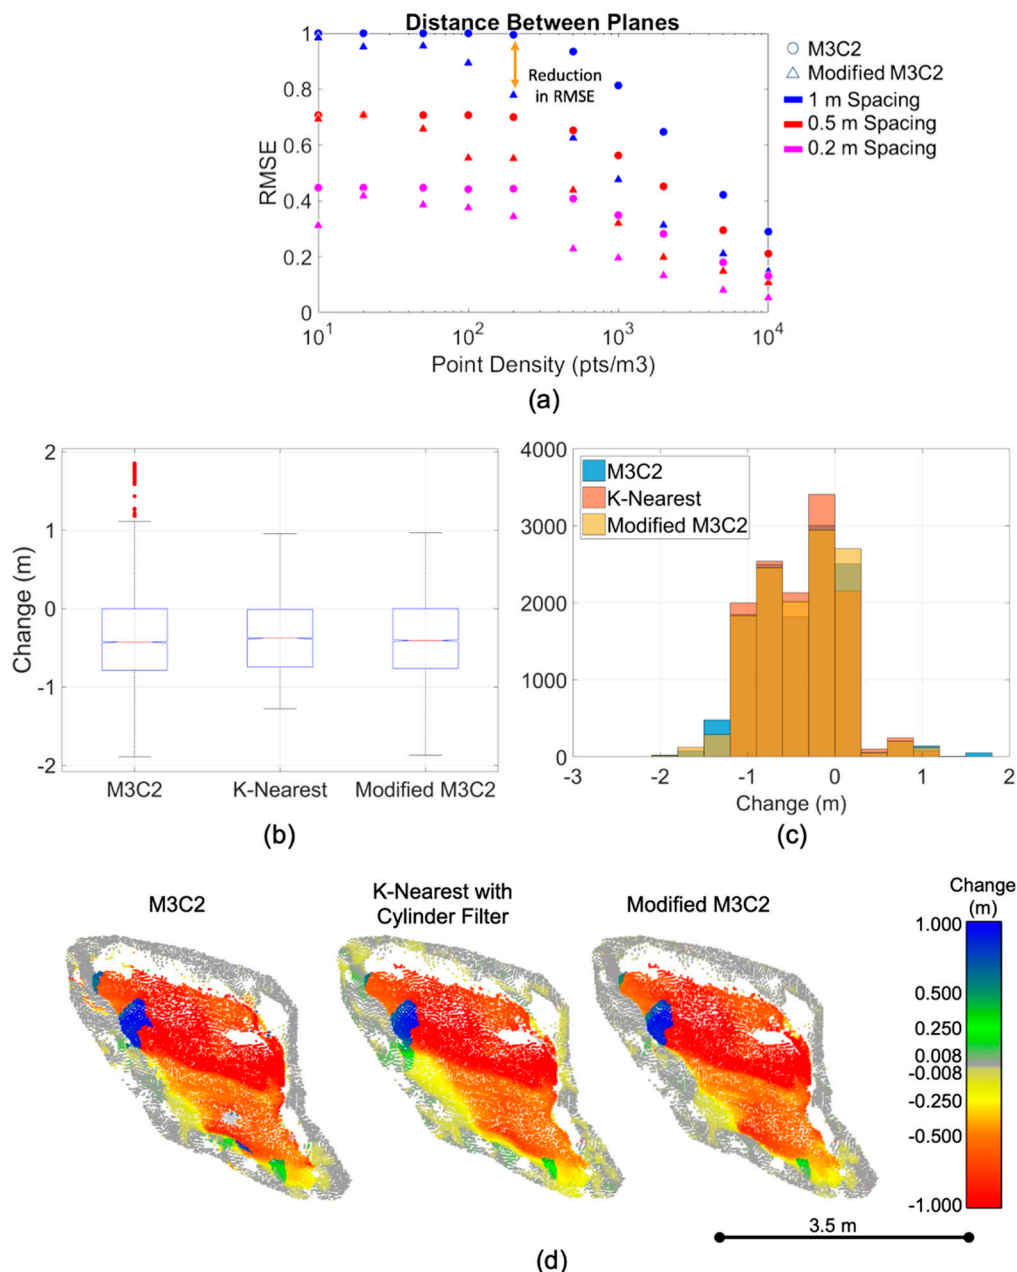 Distance Between Planes
1
0.8
0.6
0.4
0.2
0
RMSE
Reduction
in RMSE
10^1
10^2
10^3
10^4
Point Density (pts/m3)
M3C2
Modified M3C2
1 m Spacing
0.5 m Spacing
0.2 m Spacing
(a)
2
1
0
-1
-2
Change (m)
M3C2
K-Nearest
Modified M3C2
(b)
4000
3000
2000
1000
0
M3C2
K-Nearest
Modified M3C2
-3
-2
-1
0
1
2
Change (m)
(c)
M3C2
K-Nearest with
Cylinder Filter
Modified M3C2
Change
(m)
1.000
0.500
0.250
0.008
-0.008
-0.250
-0.500
-1.000
3.5 m
(d)